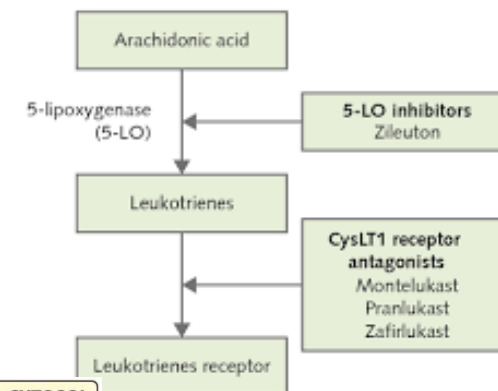 Arachidonic acid
5-lipoxygenase
(5-LO)
5-LO inhibitors
Zileuton
Leukotrienes
CysLT1 receptor
antagonists
Montelukast
Pranlukast
Zafirlukast
Leukotrienes receptor